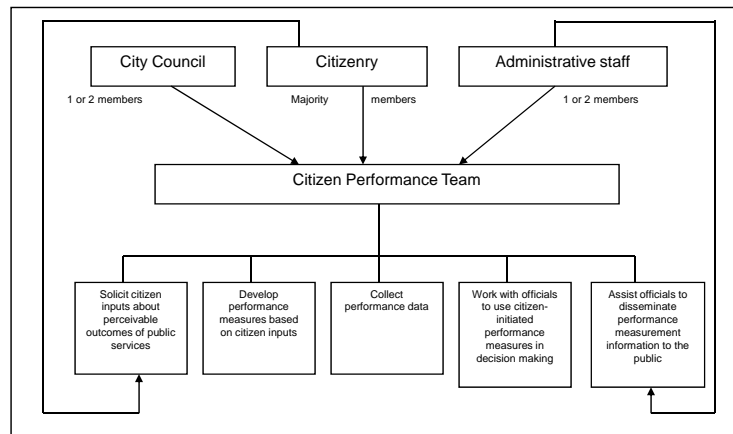 City Council
Citizenry
Administrative staff
1 or 2 members
Majority
members
1 or 2 members
Citizen Performance Team
Solicit citizen
inputs about
perceivable
outcomes of public
services
Develop
performance
measures based
on citizen inputs
Collect
performance data
Work with officials
to use citizen-
initiated
performance
measures in
decision making
Assist officials to
disseminate
performance
measurement
information to the
public